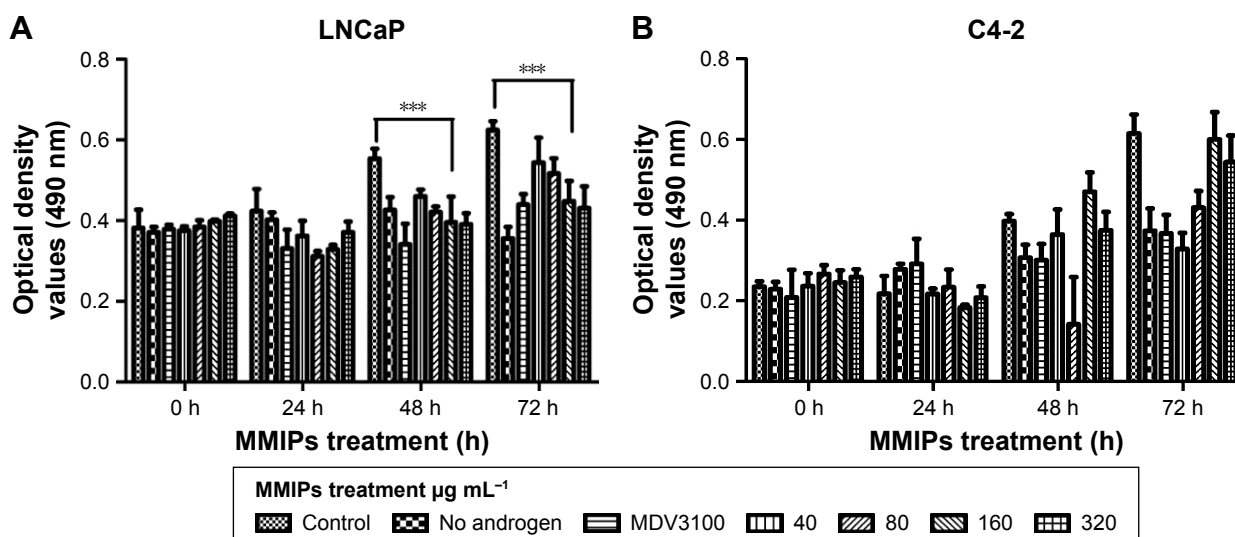 A
LNCaP
Optical density
values (490 nm)
0.8
0.6
0.4
0.2
0.0
***
***
0 h
24 h
48 h
72 h
MMIPs treatment (h)
B
C4-2
Optical density
values (490 nm)
0.8
0.6
0.4
0.2
0.0
0 h
24 h
48 h
72 h
MMIPs treatment (h)
MMIPs treatment µg mL⁻¹
Control No androgen MDV3100 40 80 160 320